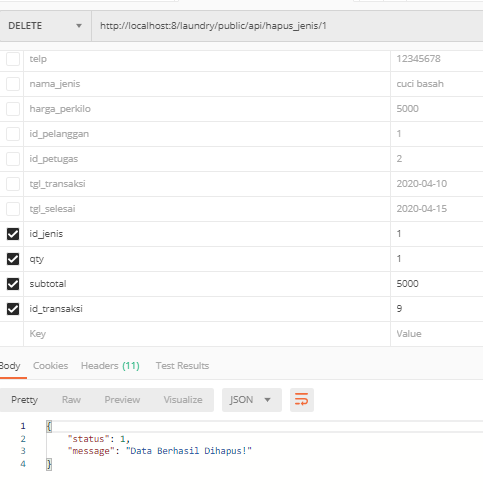 DELETE http://localhost:8/laundry/public/api/hapus_jenis/1
telp 12345678
nama_jenis cuci basah
harga_perkilo 5000
id_pelanggan 1
id_petugas 2
tgl_transaksi 2020-04-10
tgl_selesai 2020-04-15
id_jenis 1
qty 1
subtotal 5000
id_transaksi 9
Key Value
Body Cookies Headers (11) Test Results
Pretty Raw Preview Visualize JSON
1 {
2 "status": 1,
3 "message": "Data Berhasil Dihapus!"
4 }